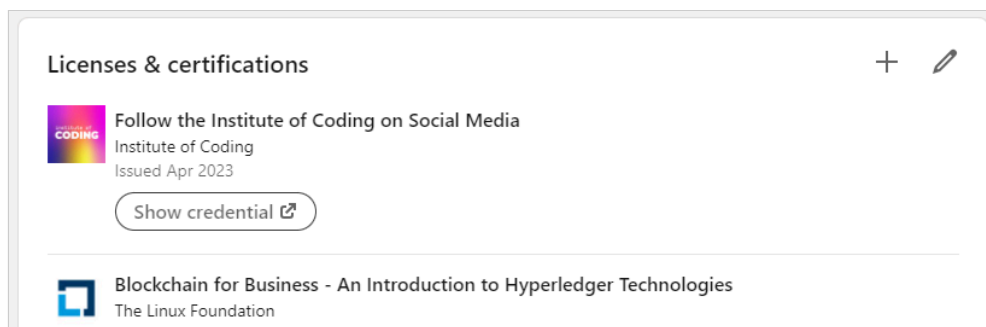 Licenses & certifications
institute of
CODING
Follow the Institute of Coding on Social Media
Institute of Coding
Issued Apr 2023
Show credential
Blockchain for Business - An Introduction to Hyperledger Technologies
The Linux Foundation